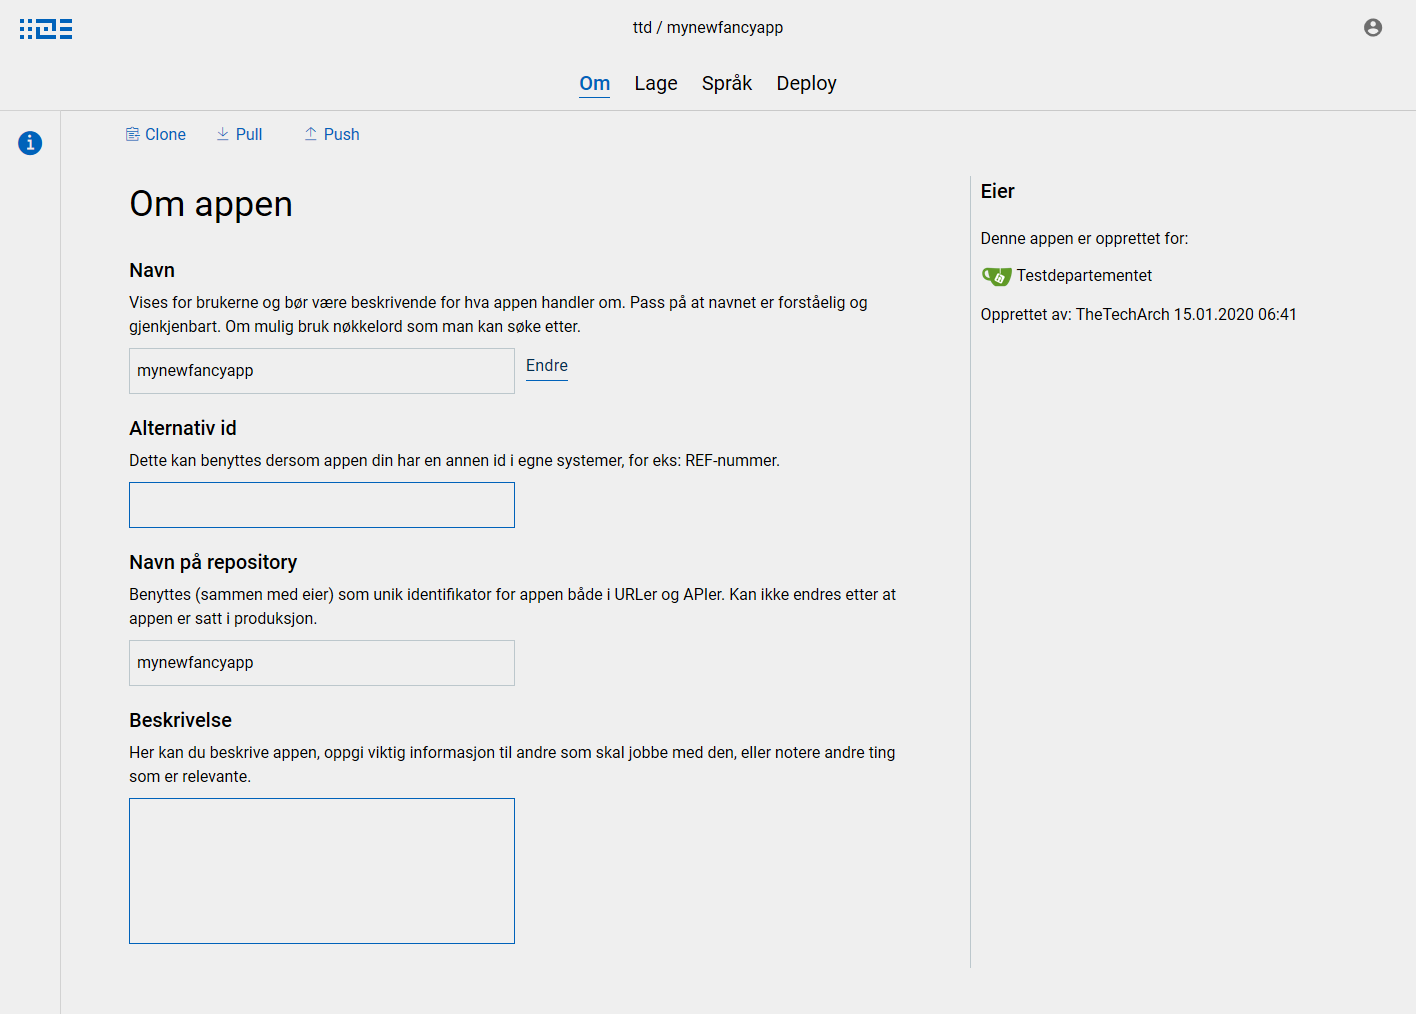 ttd / mynewfancyapp
Om Lage Språk Deploy
Clone Pull Push
Om appen
Navn
Vises for brukerne og bør være beskrivende for hva appen handler om. Pass på at navnet er forståelig og
gjenkjenbart. Om mulig bruk nøkkelord som man kan søke etter.
mynewfancyapp
Endre
Alternativ id
Dette kan benyttes dersom appen din har en annen id i egne systemer, for eks: REF-nummer.
Navn på repository
Benyttes (sammen med eier) som unik identifikator for appen både i URLer og APIer. Kan ikke endres etter at
appen er satt i produksjon.
mynewfancyapp
Beskrivelse
Her kan du beskrive appen, oppgi viktig informasjon til andre som skal jobbe med den, eller notere andre ting
som er relevante.
Eier
Denne appen er opprettet for:
Testdepartementet
Opprettet av: TheTechArch 15.01.2020 06:41